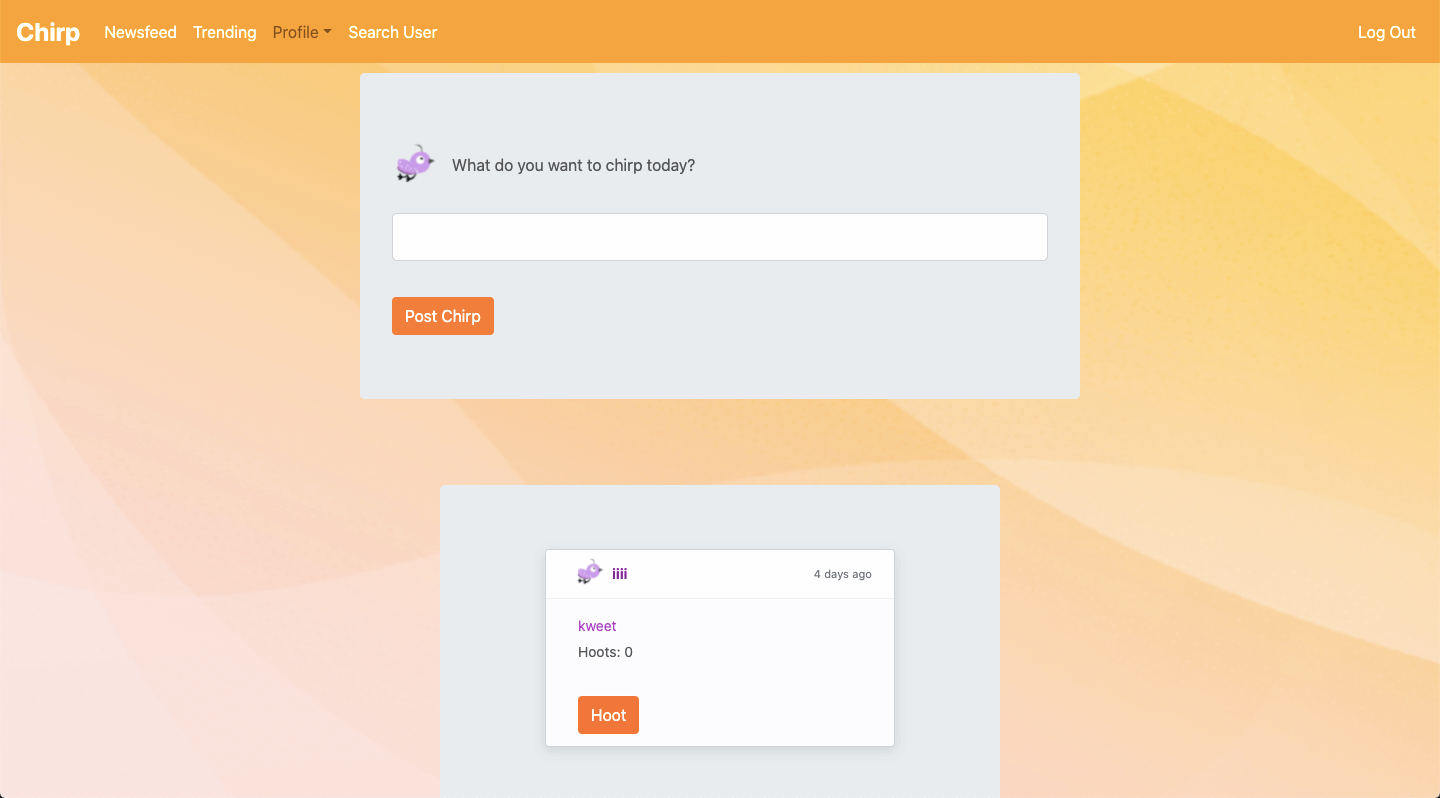 Chirp Newsfeed Trending Profile Search User Log Out
What do you want to chirp today?
Post Chirp
iiii 4 days ago
kweet
Hoots: 0
Hoot